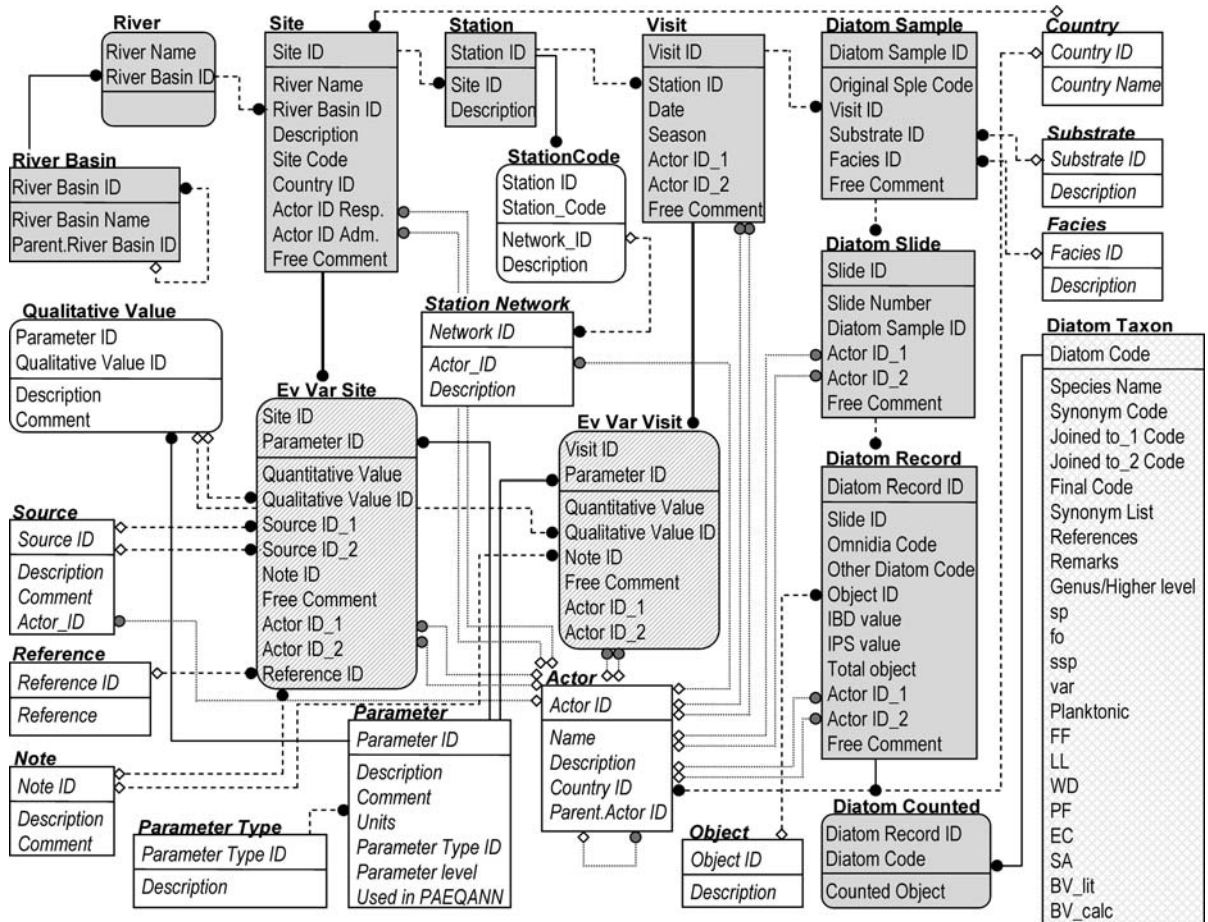 River
River Name
River Basin ID
River Basin
River Basin ID
River Basin Name
Parent.River Basin ID
Site
Site ID
River Name
River Basin ID
Description
Site Code
Country ID
Actor ID Resp.
Actor ID Adm.
Free Comment
Station
Station ID
Site ID
Description
StationCode
Station ID
Station_Code
Network_ID
Description
Station Network
Network ID
Actor_ID
Description
Visit
Visit ID
Station ID
Date
Season
Actor ID_1
Actor ID_2
Free Comment
Diatom Sample
Diatom Sample ID
Original Sple Code
Visit ID
Substrate ID
Facies ID
Free Comment
Country
Country ID
Country Name
Substrate
Substrate ID
Description
Facies
Facies ID
Description
Diatom Slide
Slide ID
Slide Number
Diatom Sample ID
Actor ID_1
Actor ID_2
Free Comment
Diatom Taxon
Diatom Code
Species Name
Synonym Code
Joined to_1 Code
Joined to_2 Code
Final Code
Synonym List
References
Remarks
Genus/Higher level
sp
fo
ssp
var
Planktonic
FF
LL
WD
PF
EC
SA
BV_lit
BV_calc
Qualitative Value
Parameter ID
Qualitative Value ID
Description
Comment
Ev Var Site
Site ID
Parameter ID
Quantitative Value
Qualitative Value ID
Source ID_1
Source ID_2
Note ID
Free Comment
Actor ID_1
Actor ID_2
Reference ID
Ev Var Visit
Visit ID
Parameter ID
Quantitative Value
Qualitative Value ID
Note ID
Free Comment
Actor ID_1
Actor ID_2
Diatom Record
Diatom Record ID
Slide ID
Omnidia Code
Other Diatom Code
Object ID
IBD value
IPS value
Total object
Actor ID_1
Actor ID_2
Free Comment
Source
Source ID
Description
Comment
Actor_ID
Reference
Reference ID
Reference
Note
Note ID
Description
Comment
Parameter Type
Parameter Type ID
Description
Parameter
Parameter ID
Description
Comment
Units
Parameter Type ID
Parameter level
Used in PAEQANN
Actor
Actor ID
Name
Description
Country ID
Parent.Actor ID
Object
Object ID
Description
Diatom Counted
Diatom Record ID
Diatom Code
Counted Object